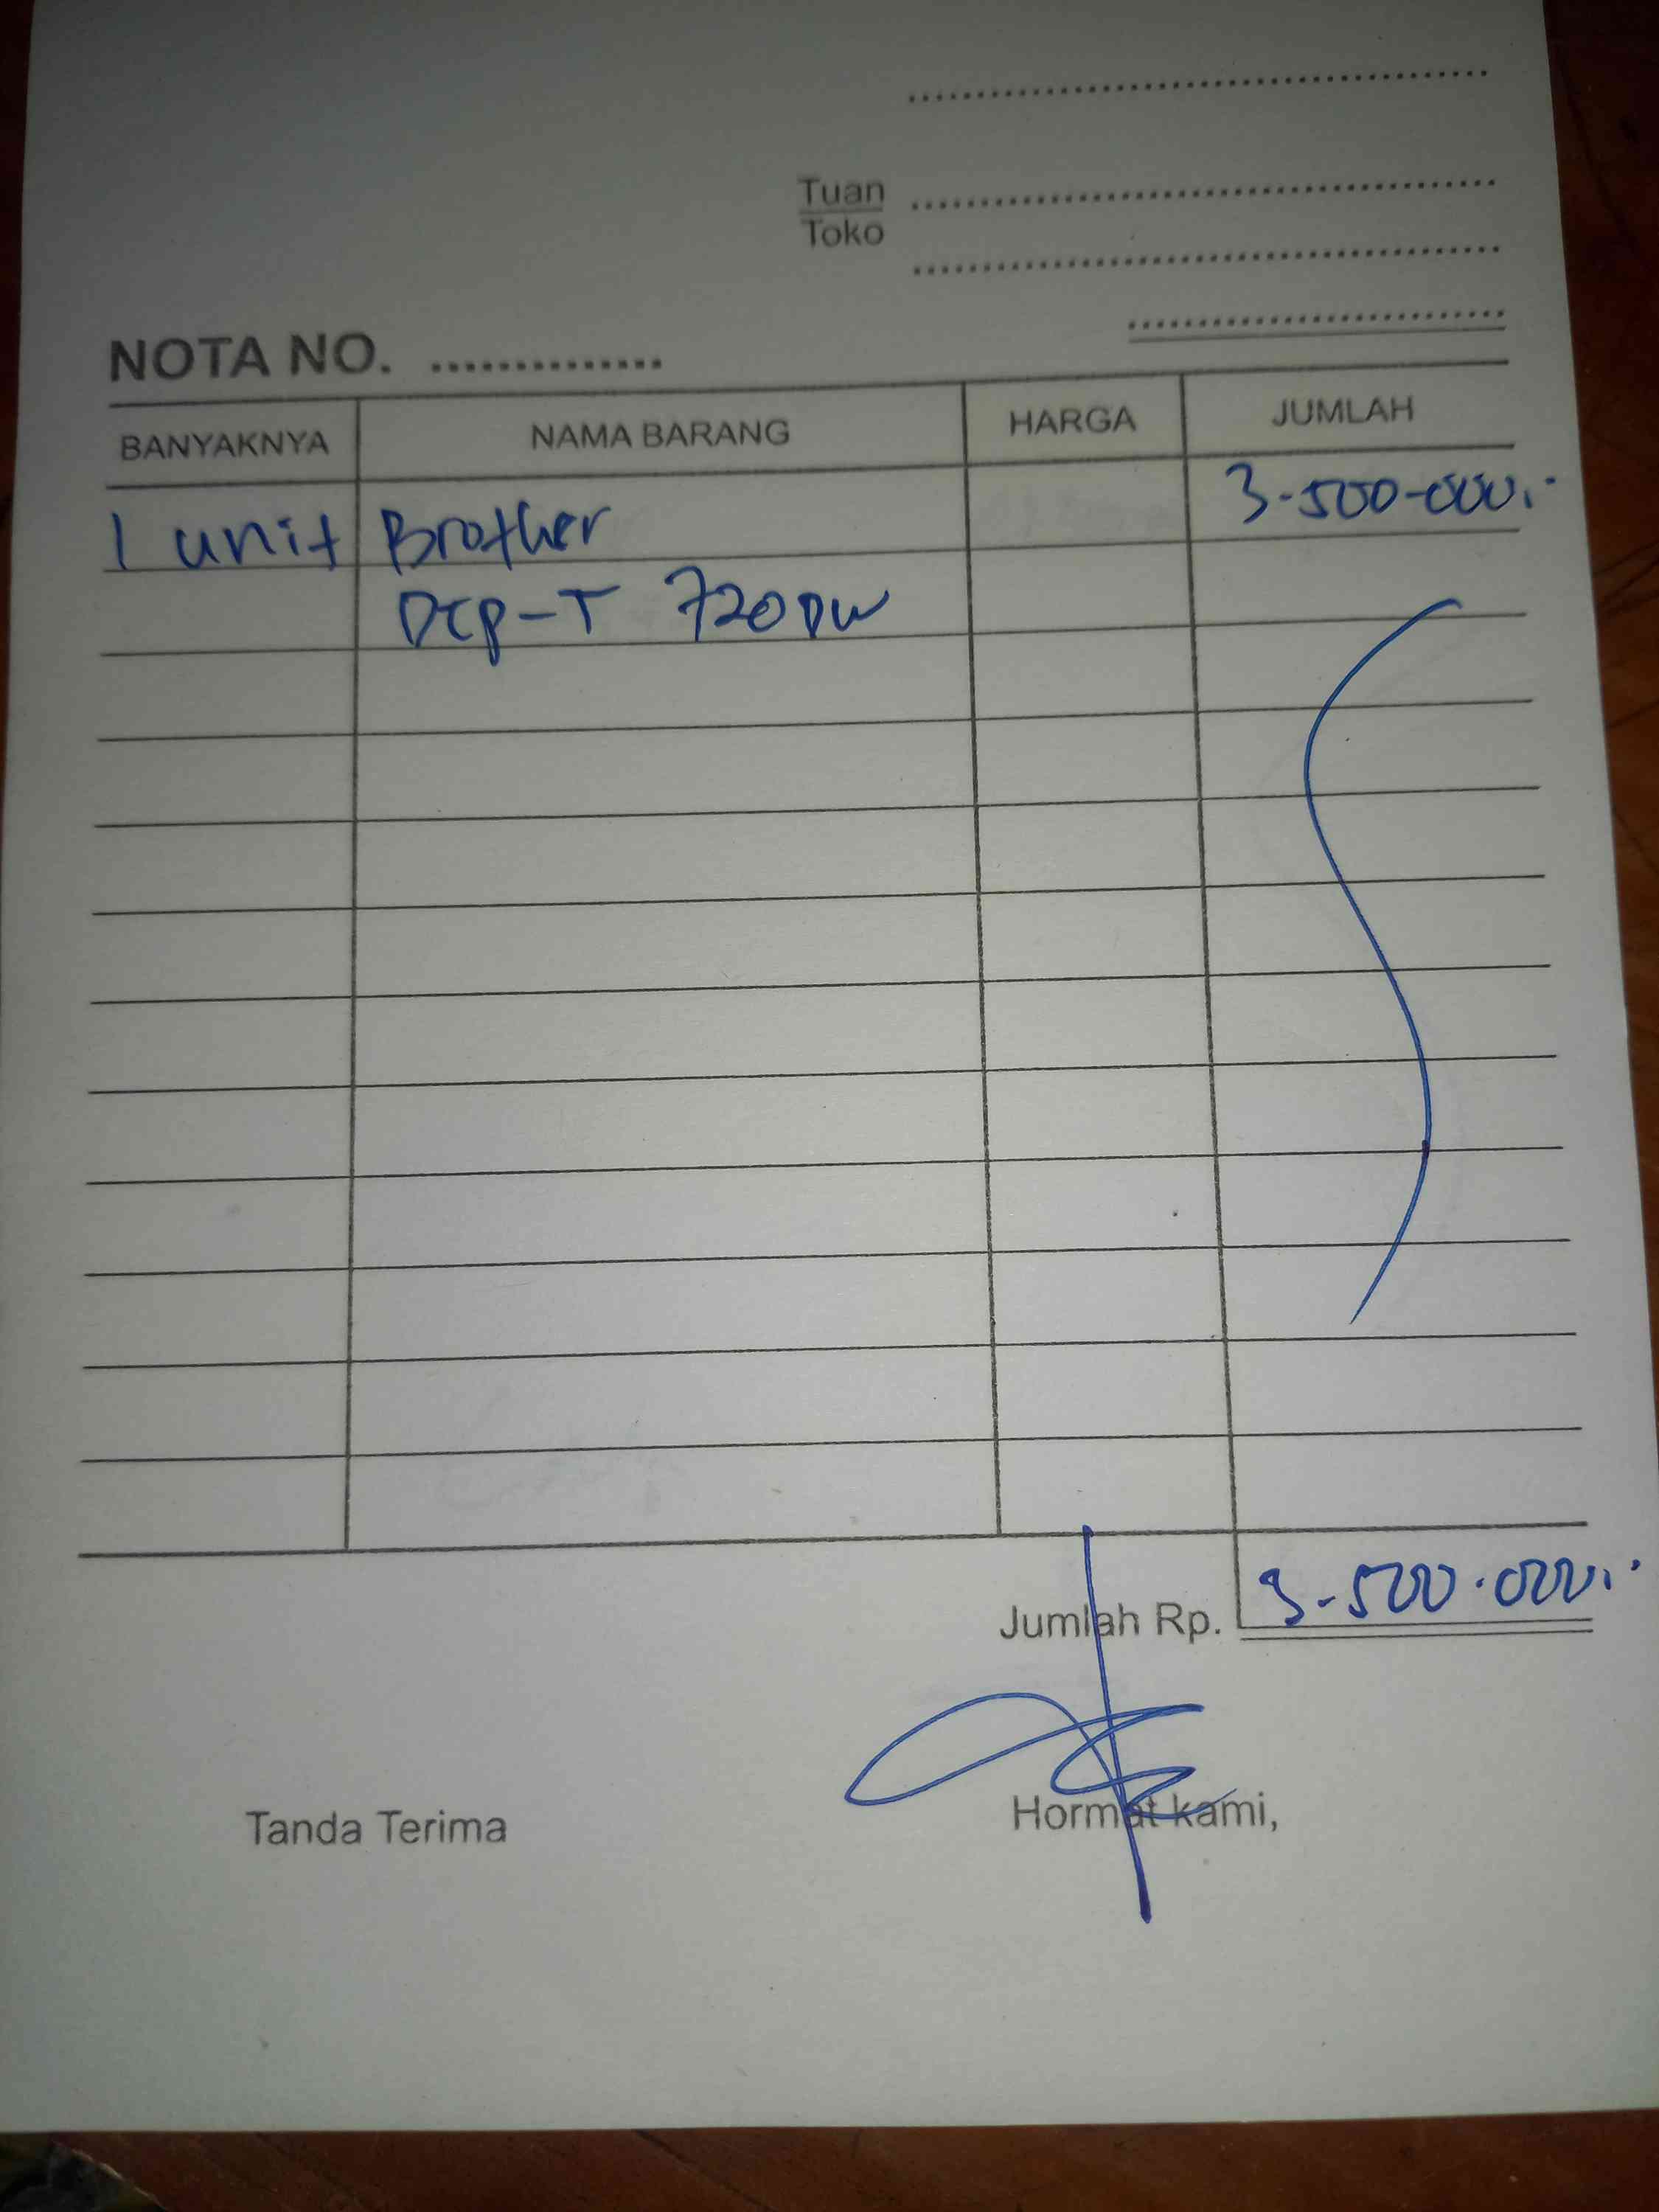 Tuan
Toko
NOTA NO. ..............
BANYAKNYA NAMA BARANG HARGA JUMLAH
1 unit Brother 3-500-000,-
DCP-T 720DW
Jumlah Rp. 3-500.000,-
Tanda Terima Hormat kami,